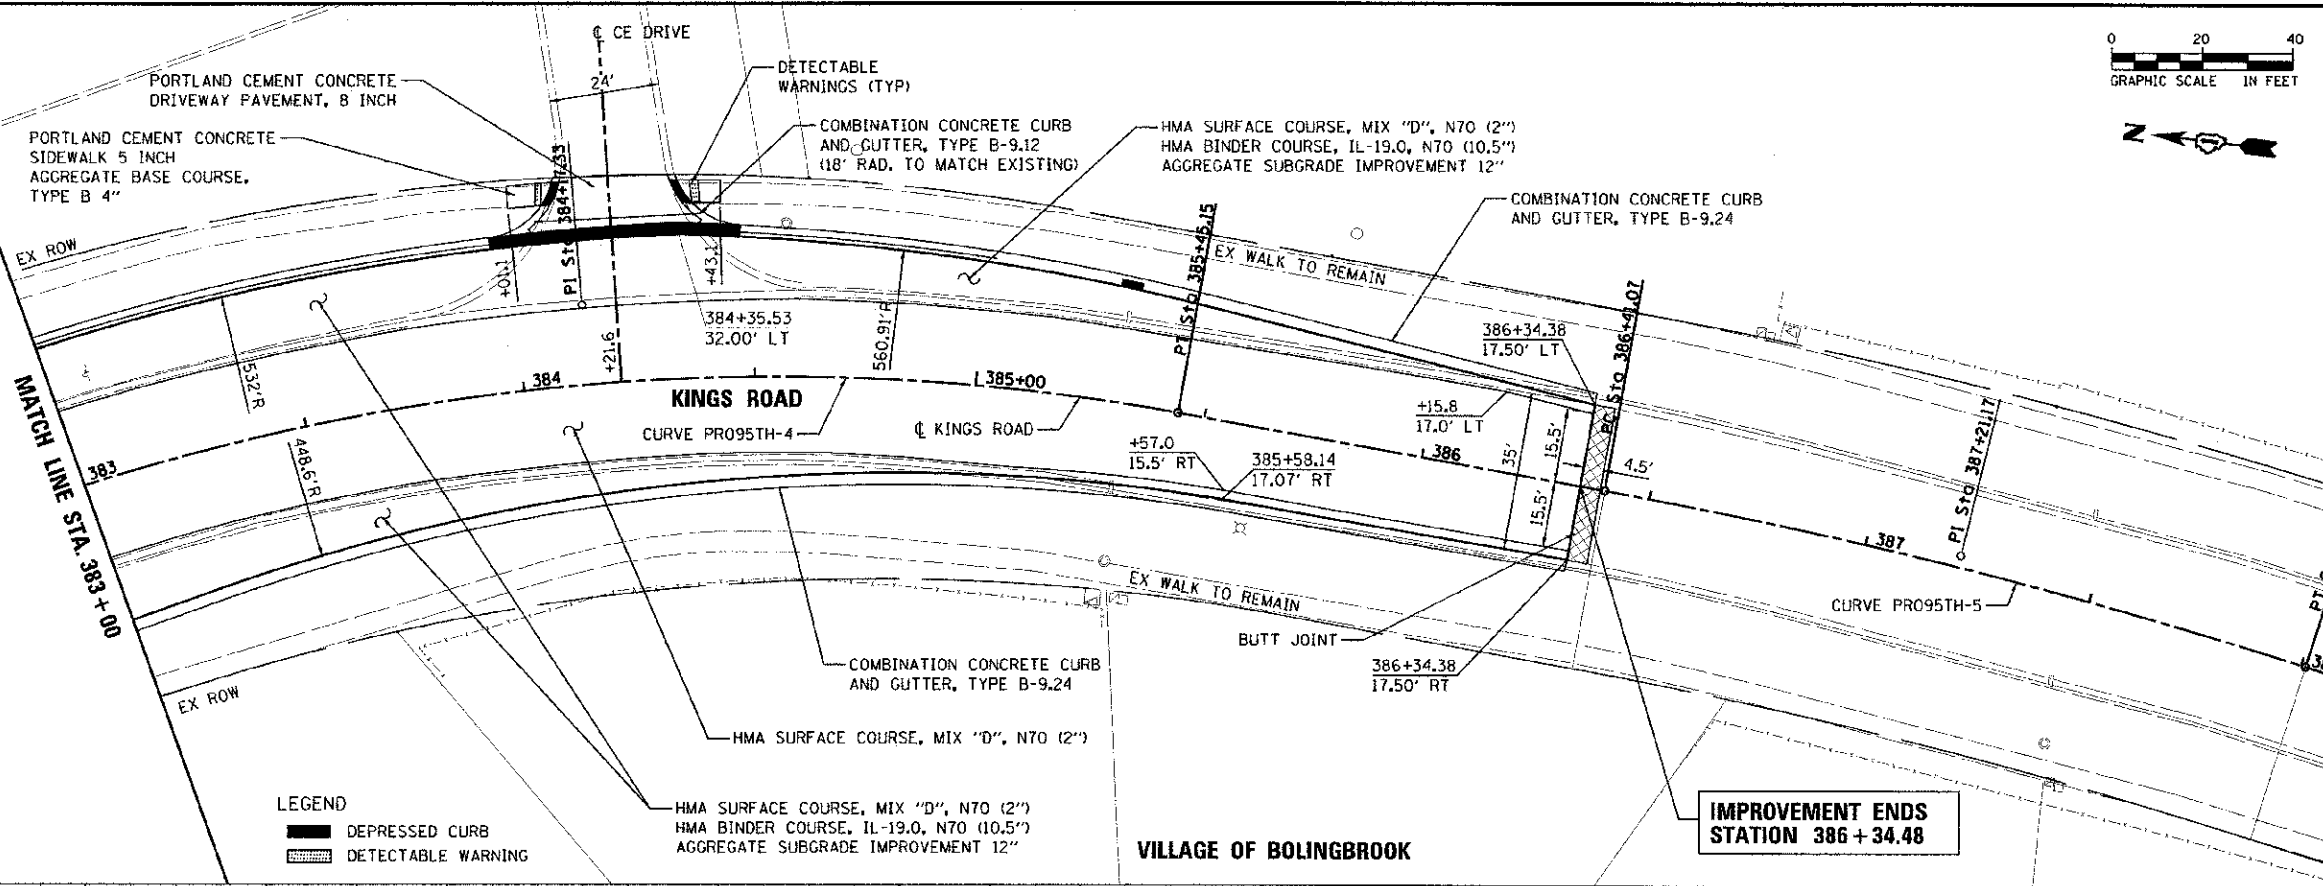 ℄ CE DRIVE
24'
PORTLAND CEMENT CONCRETE
DRIVEWAY PAVEMENT, 8 INCH
PORTLAND CEMENT CONCRETE
SIDEWALK 5 INCH
AGGREGATE BASE COURSE,
TYPE B 4"
DETECTABLE
WARNINGS (TYP)
COMBINATION CONCRETE CURB
AND GUTTER, TYPE B-9.12
(18' RAD. TO MATCH EXISTING)
HMA SURFACE COURSE, MIX "D", N70 (2")
HMA BINDER COURSE, IL-19.0, N70 (10.5")
AGGREGATE SUBGRADE IMPROVEMENT 12"
COMBINATION CONCRETE CURB
AND GUTTER, TYPE B-9.24
0 20 40
GRAPHIC SCALE IN FEET
Z
EX ROW
+01.1
PI Sta 384+17.33
+43.1
+21.6
384+35.53
32.00' LT
560.91'R
532'R
448.6'R
PT Sta 385+45.15
EX WALK TO REMAIN
386+34.38
17.50' LT
PC Sta 386+41.07
+15.8
17.0' LT
383
384
385+00
386
387
KINGS ROAD
CURVE PRO95TH-4
℄ KINGS ROAD
+57.0
15.5' RT
385+58.14
17.07' RT
35'
15.5'
15.5'
4.5'
PI Sta 387+21.17
CURVE PRO95TH-5
PT
MATCH LINE STA. 383+00
EX WALK TO REMAIN
BUTT JOINT
386+34.38
17.50' RT
EX ROW
COMBINATION CONCRETE CURB
AND GUTTER, TYPE B-9.24
HMA SURFACE COURSE, MIX "D", N70 (2")
HMA SURFACE COURSE, MIX "D", N70 (2")
HMA BINDER COURSE, IL-19.0, N70 (10.5")
AGGREGATE SUBGRADE IMPROVEMENT 12"
LEGEND
DEPRESSED CURB
DETECTABLE WARNING
VILLAGE OF BOLINGBROOK
IMPROVEMENT ENDS
STATION 386+34.48